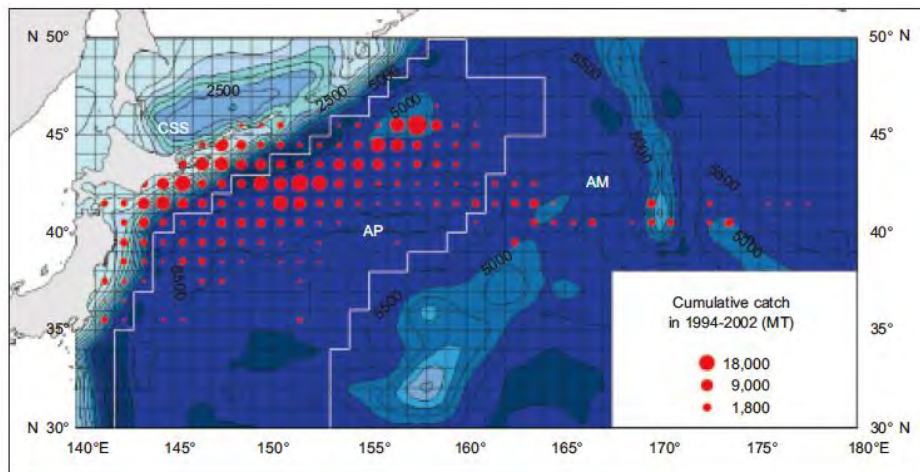 N 50° 50° N
5500
2500 2500 5000
5000
45° CSS 45°
5000
AM
5500
40° AP 40°
5000
5000
5500
Cumulative catch
in 1994-2002 (MT)
35° 35°
18,000
9,000
1,800
N 30° 30° N
140°E 145° 150° 155° 160° 165° 170° 175° 180° E